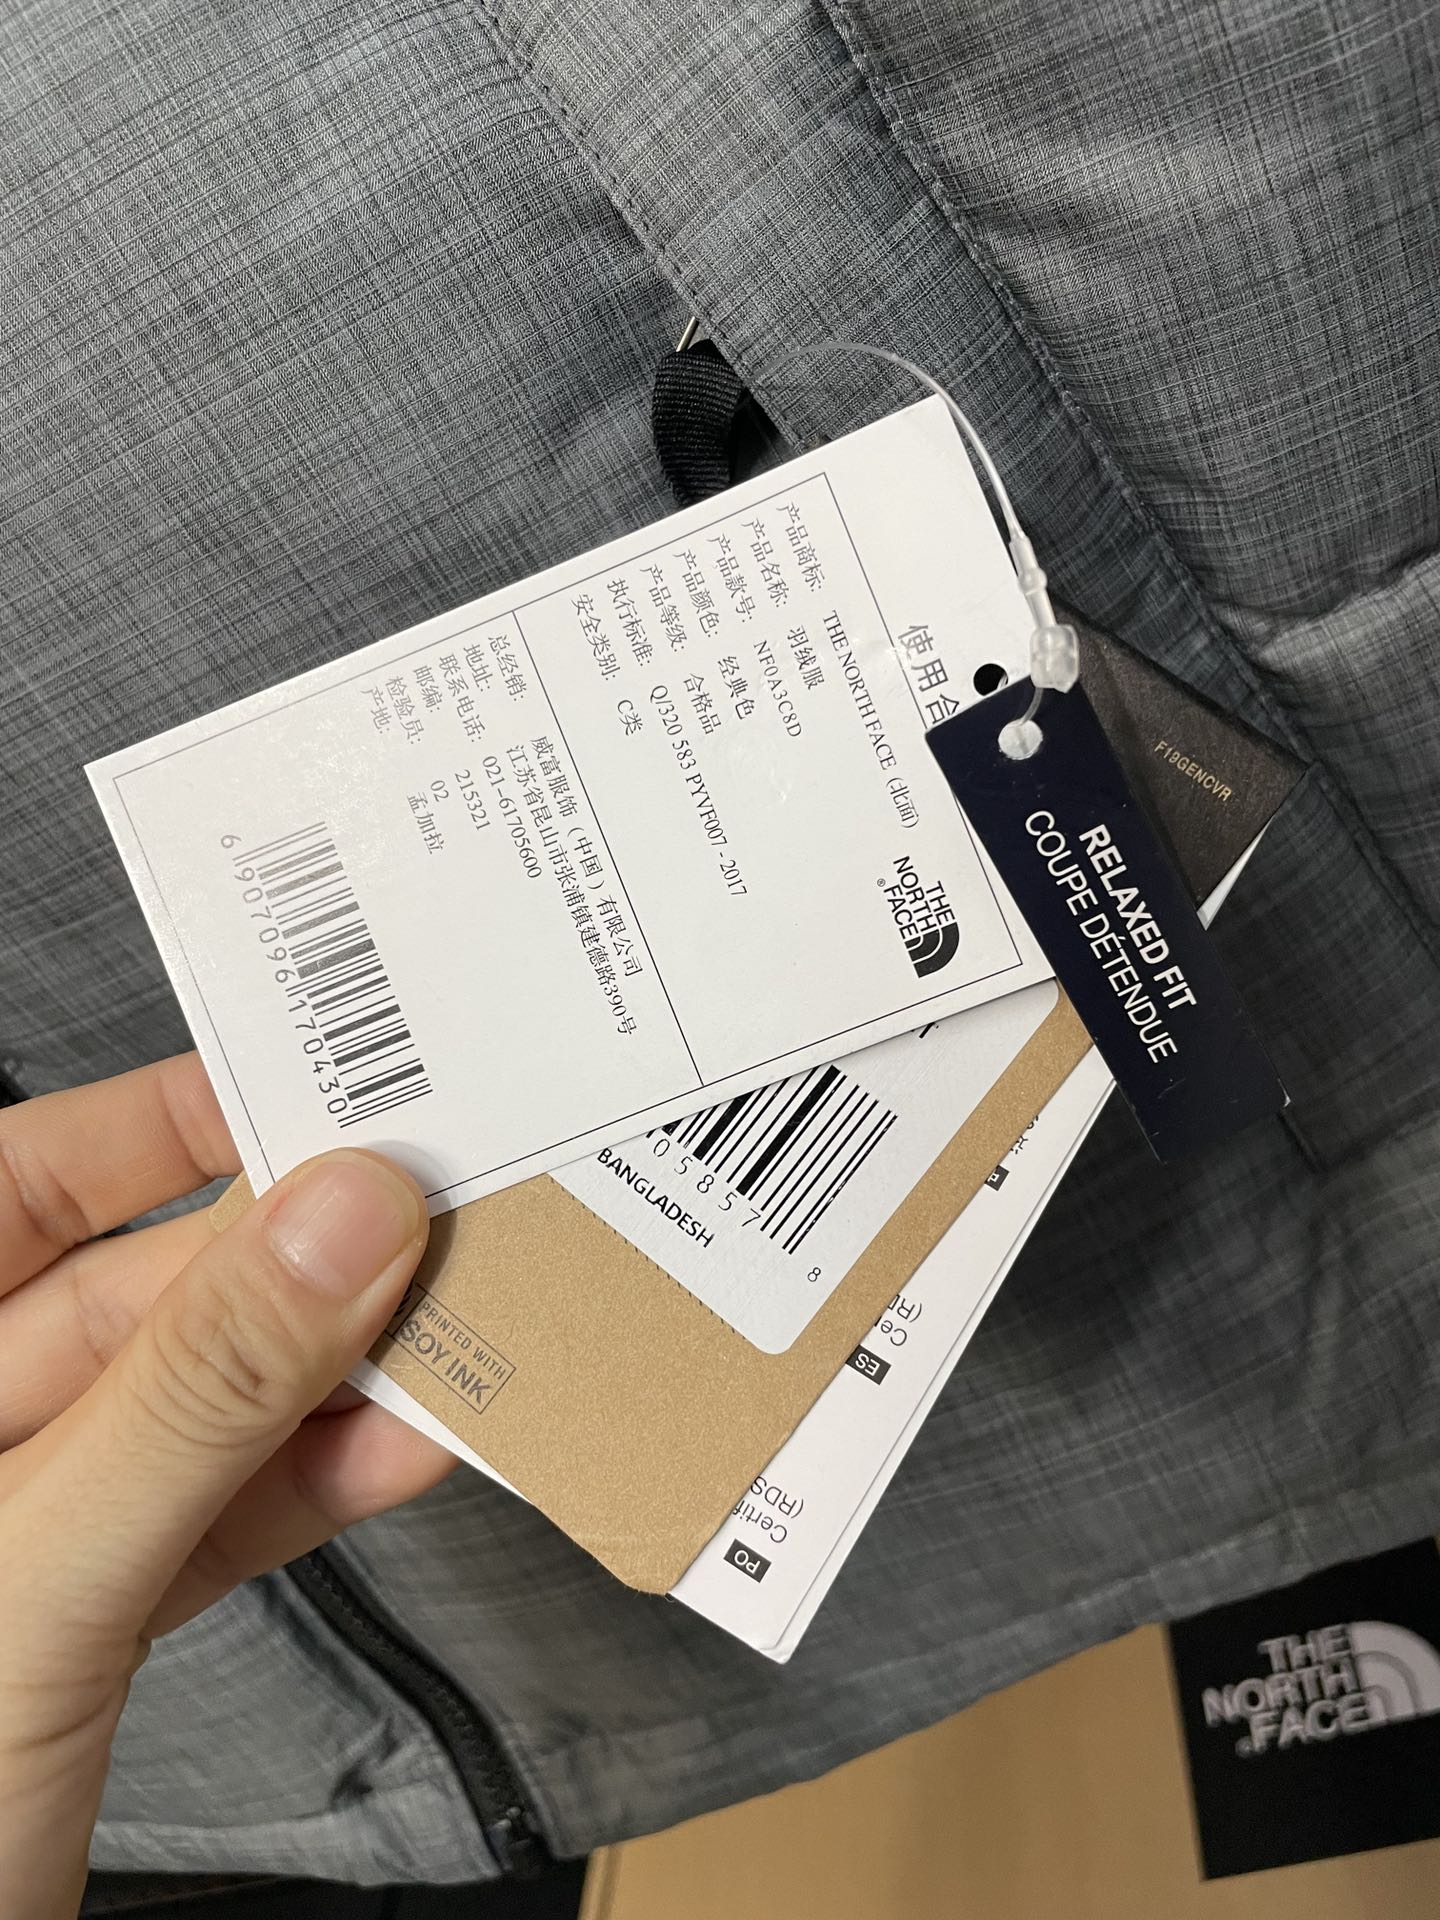 使用合
THE
NORTH
FACE
®
产品商标: THE NORTH FACE (北面)
产品名称: 羽绒服
产品款号: NF0A3C8D
产品颜色: 经典色
产品等级: 合格品
执行标准: Q/320 583 PYVF007-2017
安全类别: C类
总经销: 威富服饰（中国）有限公司
地址: 江苏省昆山市张浦镇建德路390号
联系电话: 021-61705600
邮编: 215321
检验员: 02
产地: 孟加拉
6907096170430
RELAXED FIT
COUPE DÉTENDUE
F19GENCVR
05857 8
BANGLADESH
PRINTED WITH
SOY INK
ES
(RD
PO
Certif
(RDS
THE
NORTH
FACE